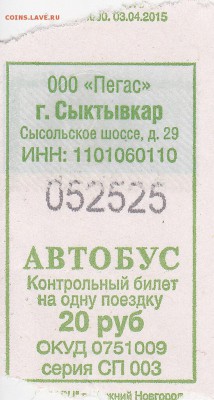 COINS.LAVE.RU
00. 03.04.2015
ООО «Пегас»
г. Сыктывкар
Сысольское шоссе, д. 29
ИНН: 1101060110
052525
АВТОБУС
Контрольный билет
на одну поездку
20 руб
ОКУД 0751009
серия СП 003
Новгород